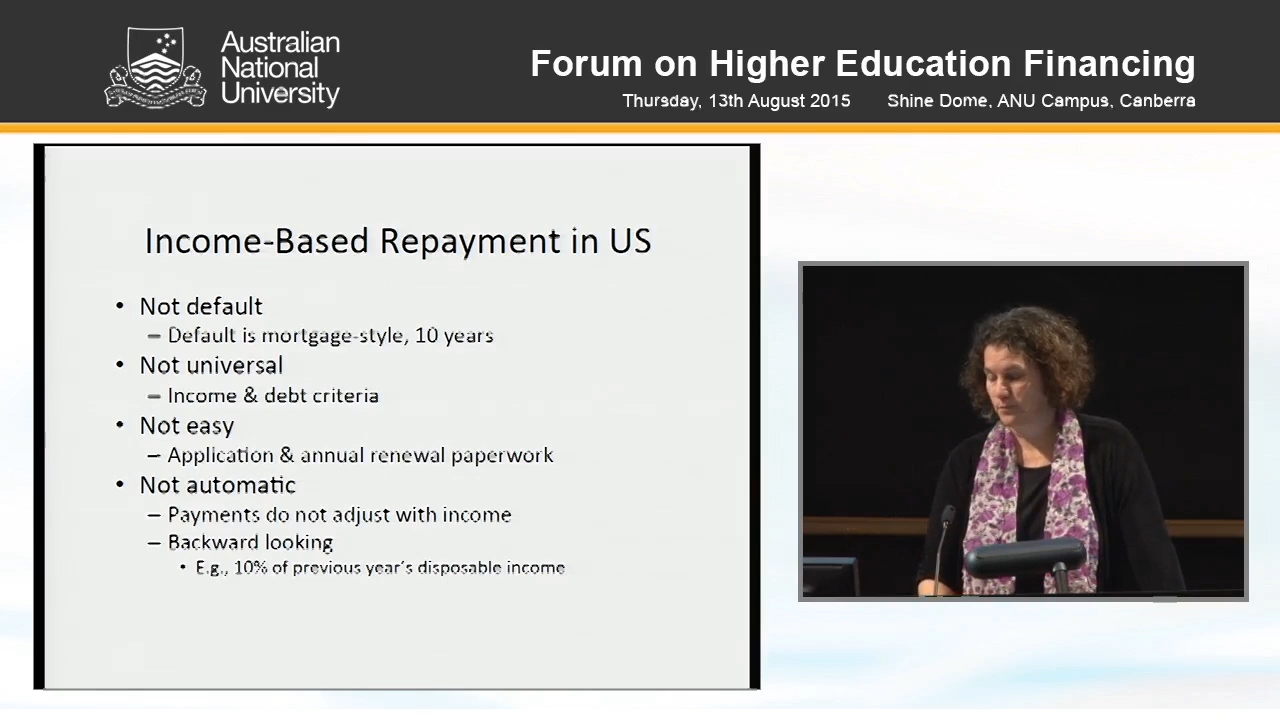 Australian
National
University
Forum on Higher Education Financing
Thursday, 13th August 2015 Shine Dome, ANU Campus, Canberra
Income-Based Repayment in US
• Not default
– Default is mortgage-style, 10 years
• Not universal
– Income & debt criteria
• Not easy
– Application & annual renewal paperwork
• Not automatic
– Payments do not adjust with income
– Backward looking
• E.g., 10% of previous year's disposable income